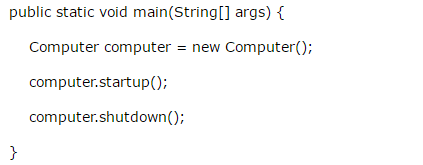 public static void main(String[] args) {
Computer computer = new Computer();
computer.startup();
computer.shutdown();
}